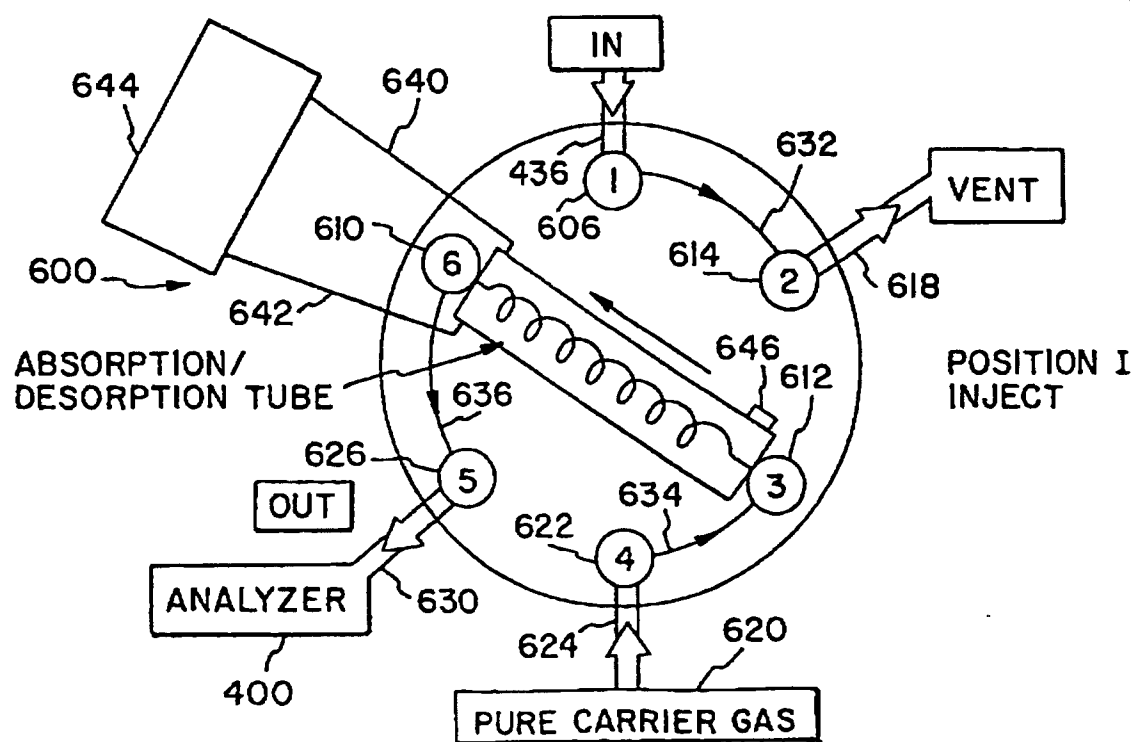 IN
644
640
436
632
1
606
VENT
610
6
614
2
618
600
642
646
612
ABSORPTION/
DESORPTION TUBE
POSITION I
INJECT
636
626
5
3
OUT
634
622
4
ANALYZER
630
624
620
400
PURE CARRIER GAS